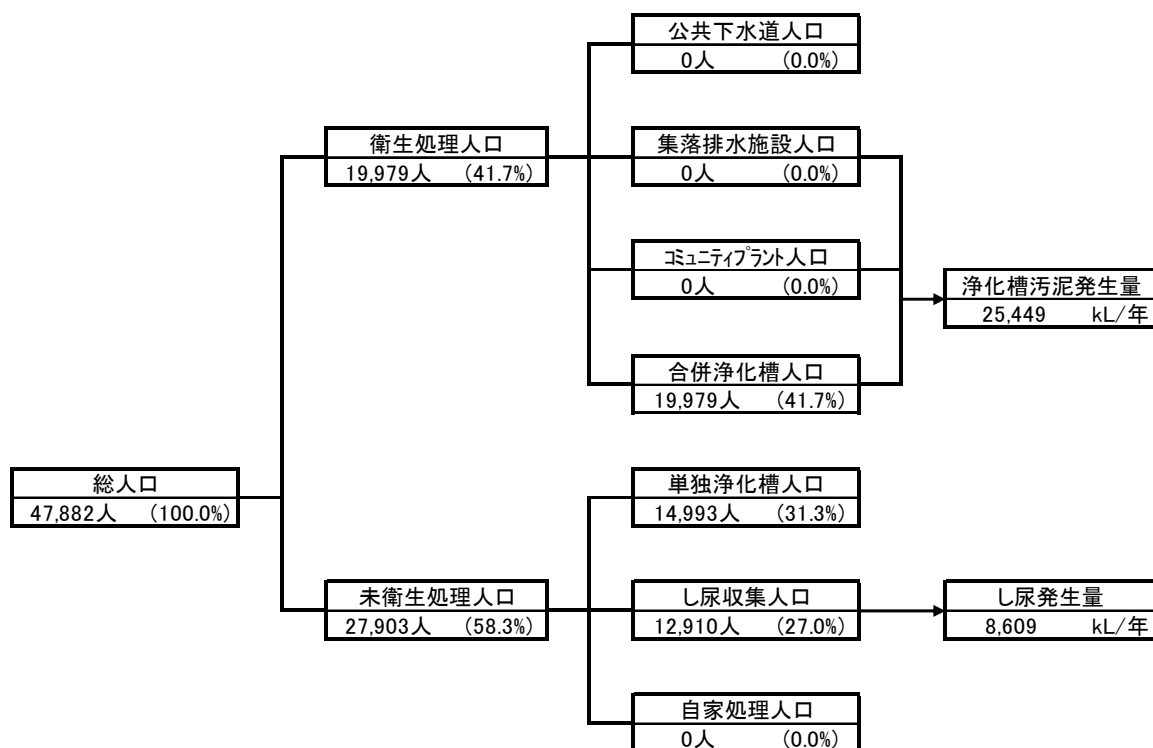 公共下水道人口
0人 (0.0%)
衛生処理人口
19,979人 (41.7%)
集落排水施設人口
0人 (0.0%)
ｺﾐｭﾆﾃｨﾌﾟﾗﾝﾄ人口
0人 (0.0%)
浄化槽汚泥発生量
25,449 kL/年
合併浄化槽人口
19,979人 (41.7%)
総人口
47,882人 (100.0%)
単独浄化槽人口
14,993人 (31.3%)
未衛生処理人口
27,903人 (58.3%)
し尿収集人口
12,910人 (27.0%)
し尿発生量
8,609 kL/年
自家処理人口
0人 (0.0%)